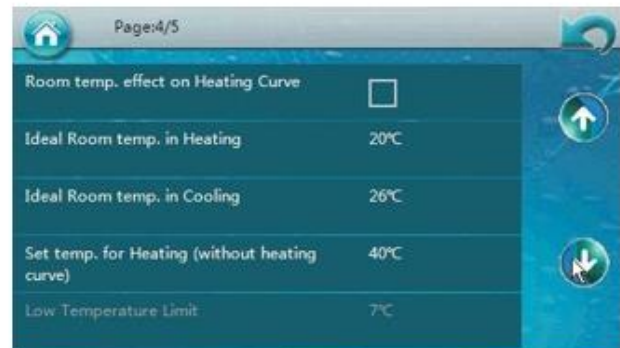 Page:4/5
Room temp. effect on Heating Curve
Ideal Room temp. in Heating 20℃
Ideal Room temp. in Cooling 26℃
Set temp. for Heating (without heating 40℃
curve)
Low Temperature Limit 7℃